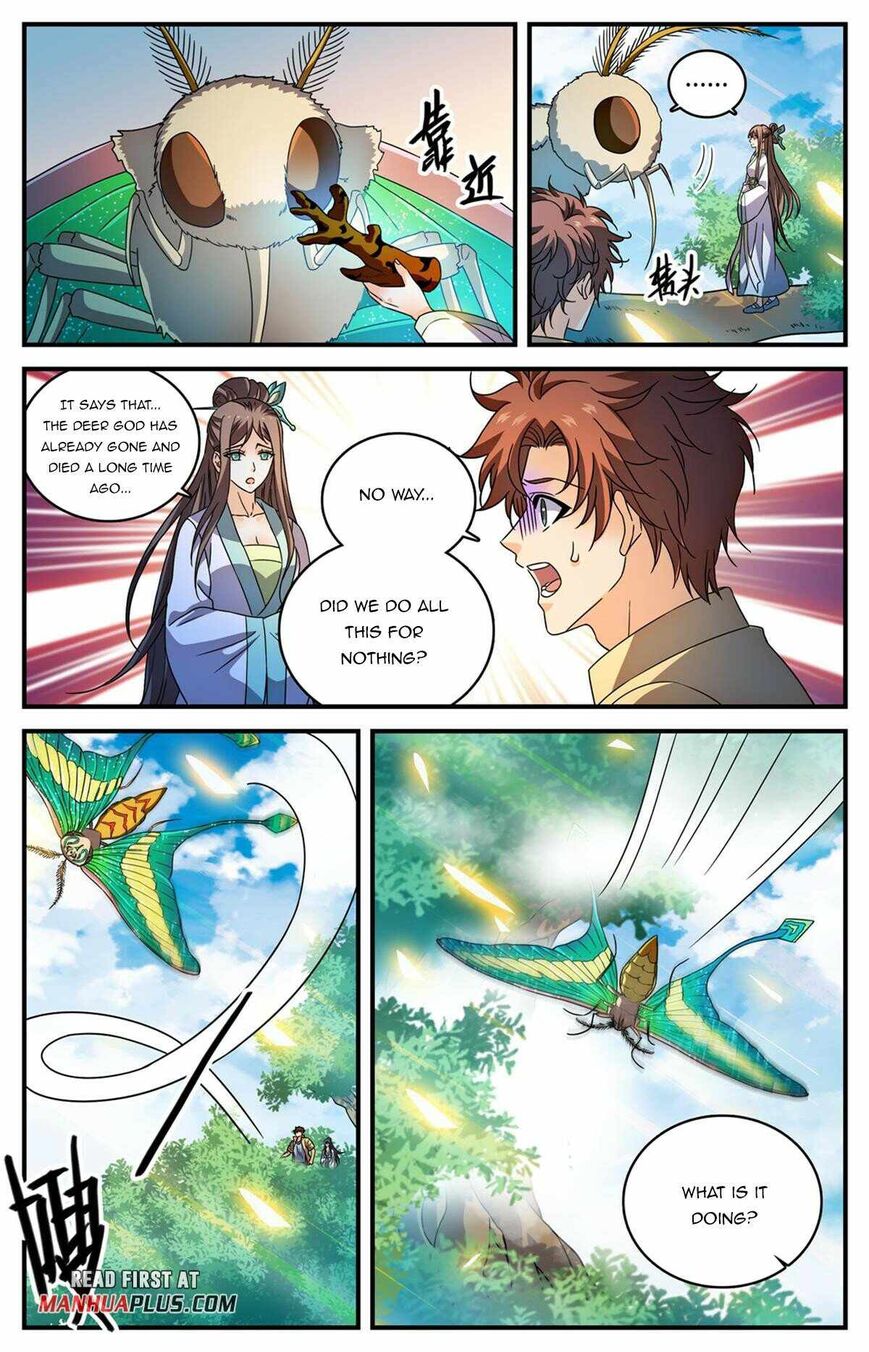 靠近
......
转头
IT SAYS THAT...
THE DEER GOD HAS
ALREADY GONE AND
DIED A LONG TIME
AGO...
NO WAY...
DID WE DO ALL
THIS FOR
NOTHING?
WHAT IS IT
DOING?
READ FIRST AT
MANHUAPLUS.COM